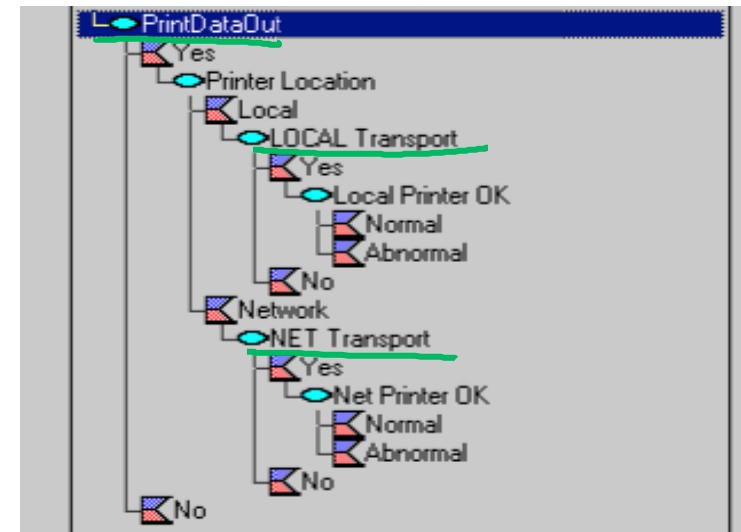 PrintDataOut
Yes
Printer Location
Local
LOCAL Transport
Yes
Local Printer OK
Normal
Abnormal
No
Network
NET Transport
Yes
Net Printer OK
Normal
Abnormal
No
No